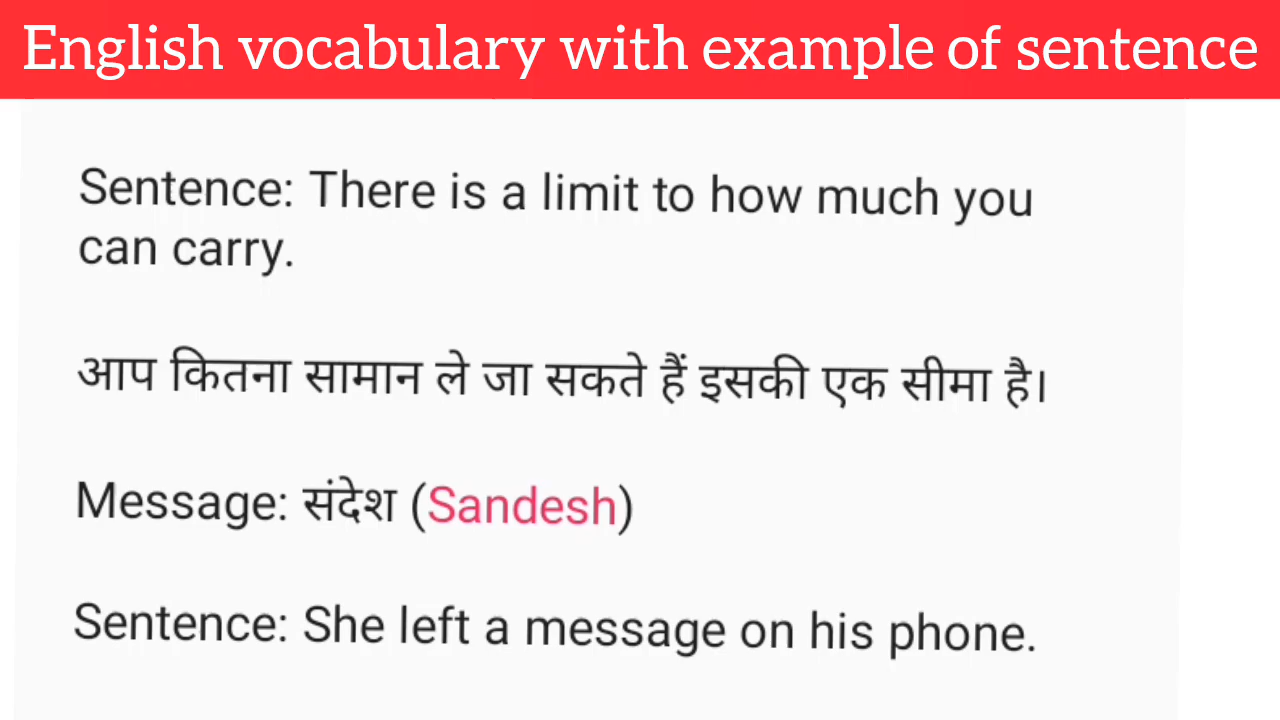 English vocabulary with example of sentence
Sentence: There is a limit to how much you
can carry.
आप कितना सामान ले जा सकते हैं इसकी एक सीमा है।
Message: संदेश (Sandesh)
Sentence: She left a message on his phone.